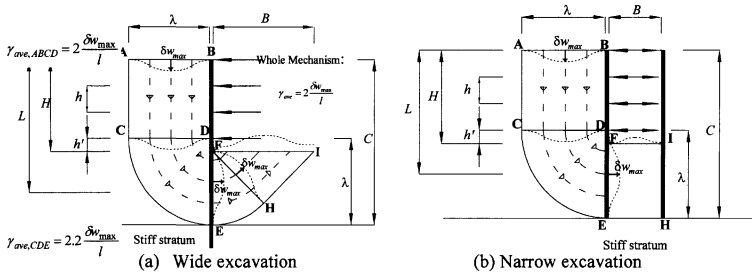 λ
B
γave,ABCD = 2 δwmax / l
A
δwmax
B
Whole Mechanism:
γave = 2 δwmax / l
L
H
h
h'
C
D
F
I
C
λ
δwmax
δwmax
H
E
γave,CDE = 2.2 δwmax / l
Stiff stratum
(a) Wide excavation
λ
B
A
δwmax
B
L
H
h
h'
C
D
F
I
C
λ
δwmax
E
H
Stiff stratum
(b) Narrow excavation